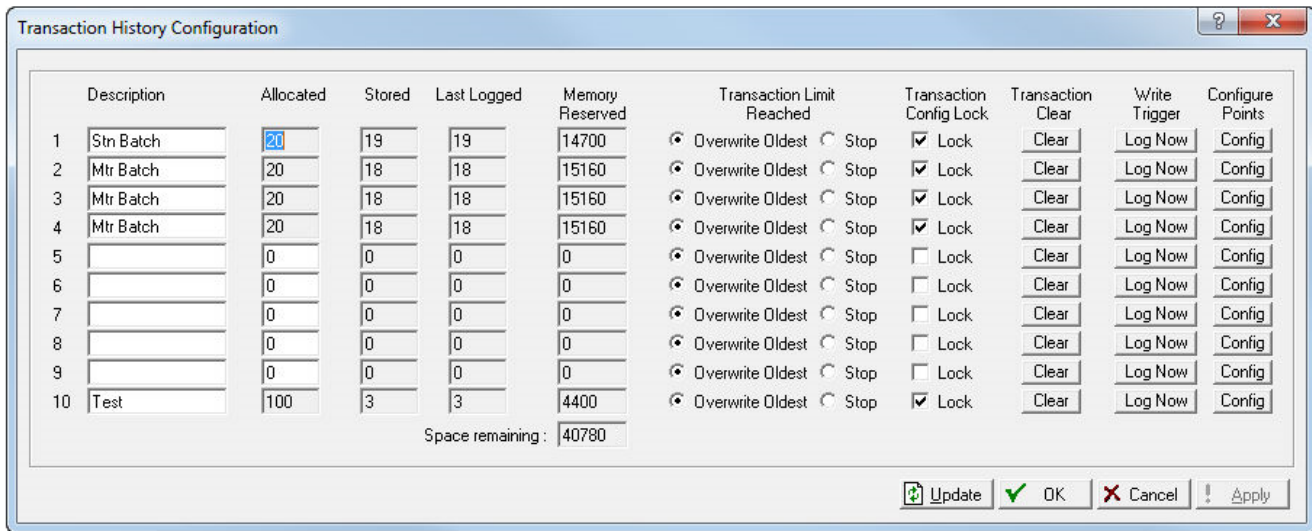 Transaction History Configuration
Description Allocated Stored Last Logged Memory Reserved Transaction Limit Reached Transaction Config Lock Transaction Clear Write Trigger Configure Points
1 Stn Batch 20 19 19 14700 Overwrite Oldest Stop Lock Clear Log Now Config
2 Mtr Batch 20 18 18 15160 Overwrite Oldest Stop Lock Clear Log Now Config
3 Mtr Batch 20 18 18 15160 Overwrite Oldest Stop Lock Clear Log Now Config
4 Mtr Batch 20 18 18 15160 Overwrite Oldest Stop Lock Clear Log Now Config
5 0 0 0 0 Overwrite Oldest Stop Lock Clear Log Now Config
6 0 0 0 0 Overwrite Oldest Stop Lock Clear Log Now Config
7 0 0 0 0 Overwrite Oldest Stop Lock Clear Log Now Config
8 0 0 0 0 Overwrite Oldest Stop Lock Clear Log Now Config
9 0 0 0 0 Overwrite Oldest Stop Lock Clear Log Now Config
10 Test 100 3 3 4400 Overwrite Oldest Stop Lock Clear Log Now Config
Space remaining : 40780
Update OK Cancel Apply